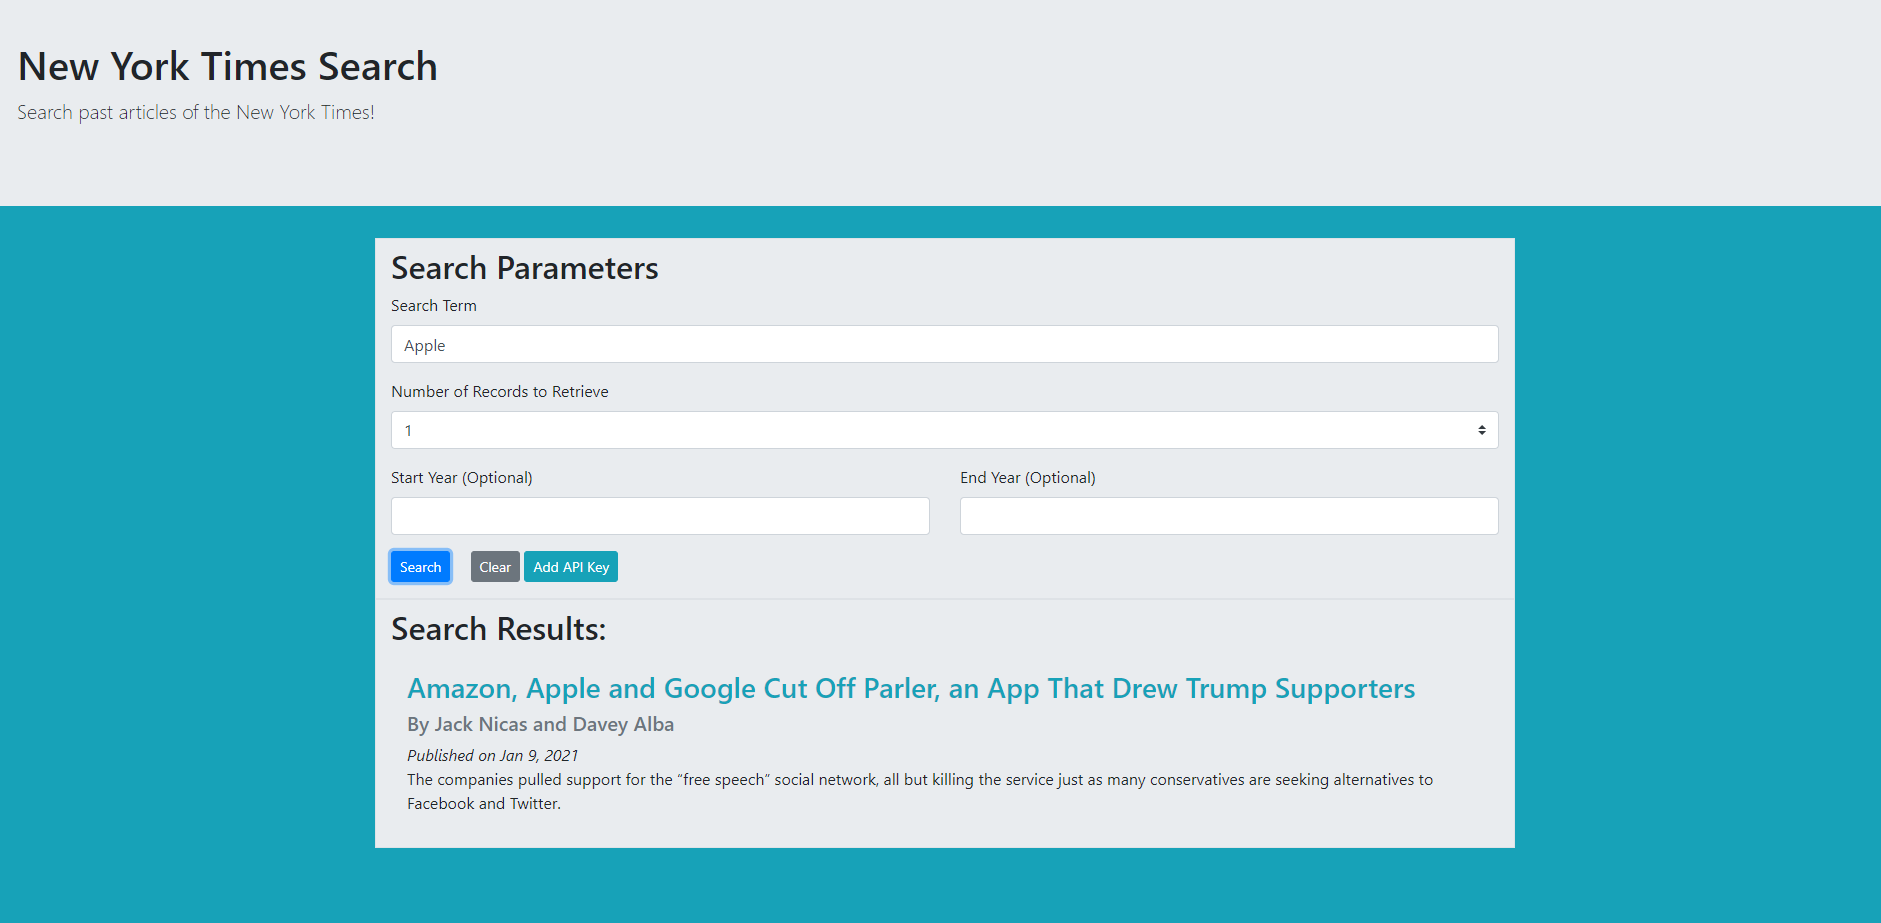 New York Times Search
Search past articles of the New York Times!
Search Parameters
Search Term
Apple
Number of Records to Retrieve
1
Start Year (Optional)
End Year (Optional)
Search
Clear
Add API Key
Search Results:
Amazon, Apple and Google Cut Off Parler, an App That Drew Trump Supporters
By Jack Nicas and Davey Alba
Published on Jan 9, 2021
The companies pulled support for the “free speech” social network, all but killing the service just as many conservatives are seeking alternatives to
Facebook and Twitter.